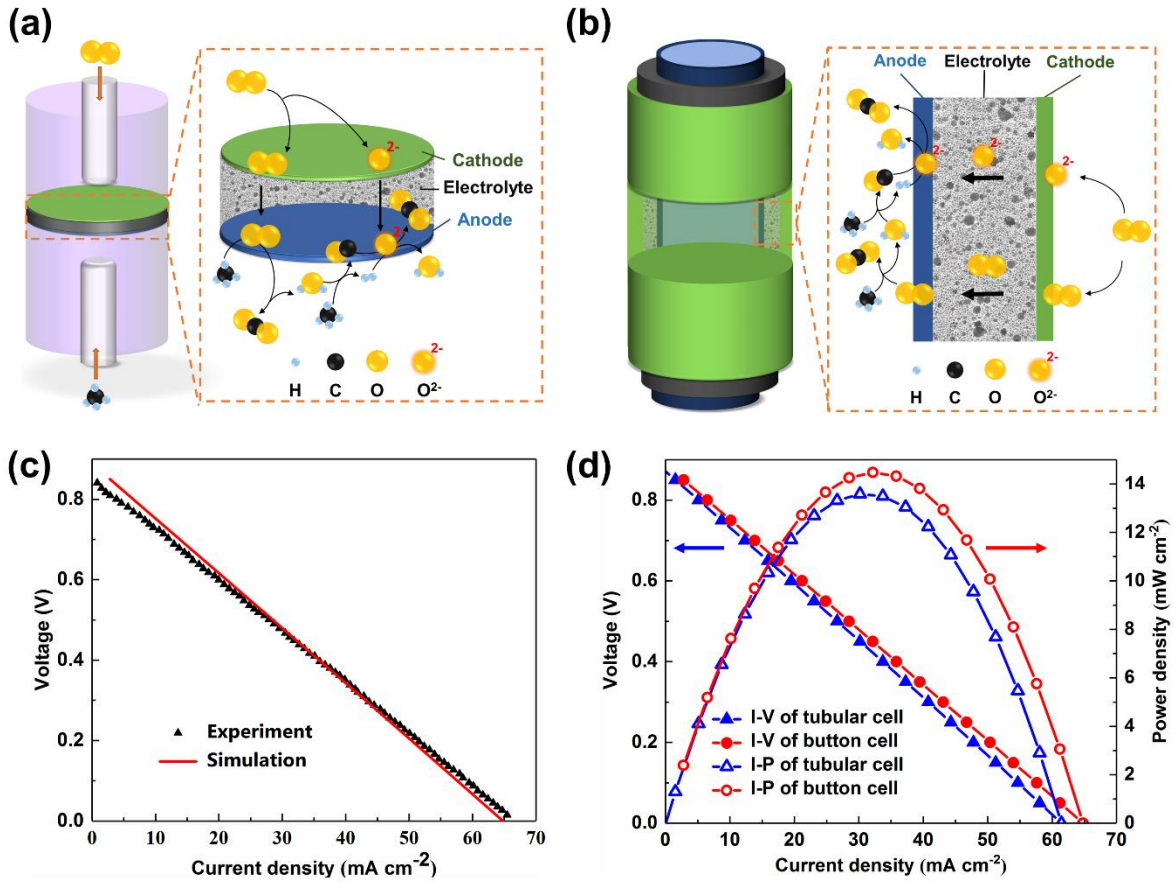 (a)
2-
Cathode
Electrolyte
Anode
2-
2-
H C O O2-
(b)
Anode Electrolyte Cathode
2-
2-
2-
2-
H C O O2-
(c)
Voltage (V)
0.8
0.6
0.4
0.2
0.0
Experiment
Simulation
0 10 20 30 40 50 60 70
Current density (mA cm-2)
(d)
Voltage (V)
0.8
0.6
0.4
0.2
0.0
I-V of tubular cell
I-V of button cell
I-P of tubular cell
I-P of button cell
14
12
10
8
6
4
2
0
Power density (mW cm-2)
0 10 20 30 40 50 60 70
Current density (mA cm-2)